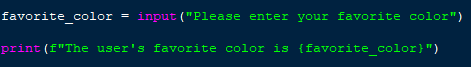 favorite_color = input("Please enter your favorite color")
print(f"The user's favorite color is {favorite_color}")